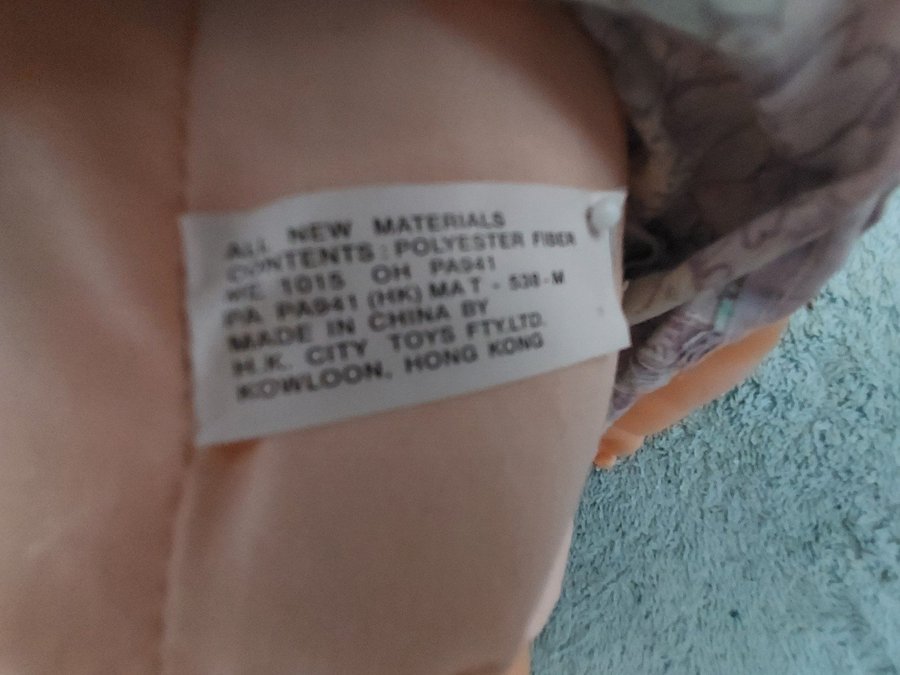 ALL NEW MATERIALS
CONTENTS : POLYESTER FIBER
ME 1015 OH PA941
PA PA941 (HK) MAT - 538-M
MADE IN CHINA BY
H.K. CITY TOYS FTY.LTD.
KOWLOON, HONG KONG